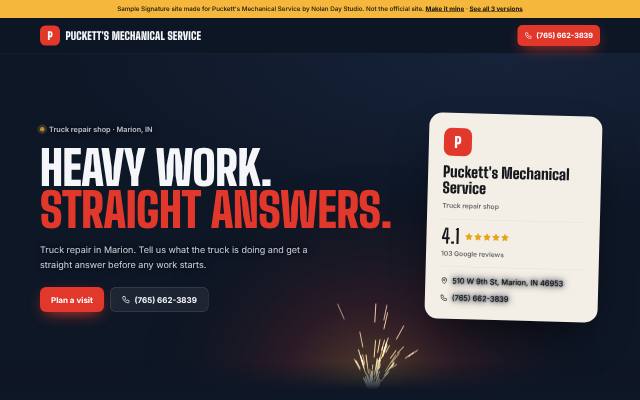 Sample Signature site made for Puckett's Mechanical Service by Nolan Day Studio. Not the official site. Make it mine · See all 3 versions
P PUCKETT'S MECHANICAL SERVICE
(765) 662-3839
Truck repair shop · Marion, IN
HEAVY WORK.
STRAIGHT ANSWERS.
Truck repair in Marion. Tell us what the truck is doing and get a
straight answer before any work starts.
Plan a visit
(765) 662-3839
P
Puckett's Mechanical
Service
Truck repair shop
4.1
103 Google reviews
510 W 9th St, Marion, IN 46953
(765) 662-3839